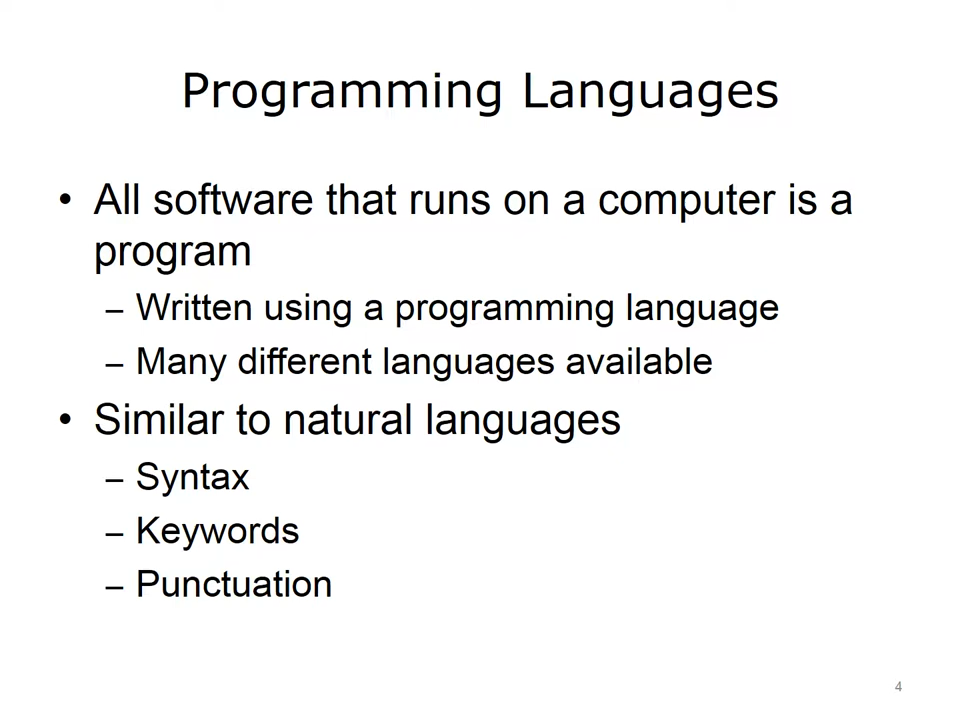 Programming Languages
• All software that runs on a computer is a
program
– Written using a programming language
– Many different languages available
• Similar to natural languages
– Syntax
– Keywords
– Punctuation
4